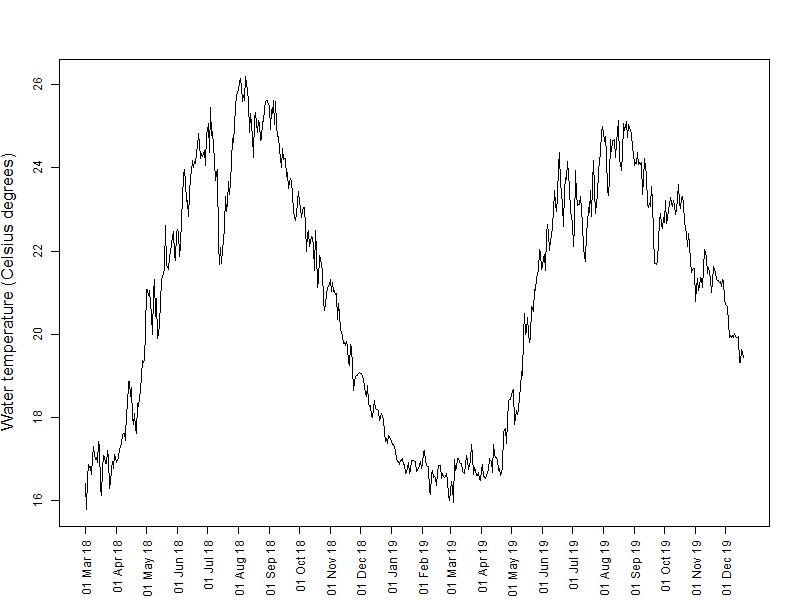 Water temperature (Celsius degrees)
26
24
22
20
18
16
01 Mar 18
01 Apr 18
01 May 18
01 Jun 18
01 Jul 18
01 Aug 18
01 Sep 18
01 Oct 18
01 Nov 18
01 Dec 18
01 Jan 19
01 Feb 19
01 Mar 19
01 Apr 19
01 May 19
01 Jun 19
01 Jul 19
01 Aug 19
01 Sep 19
01 Oct 19
01 Nov 19
01 Dec 19